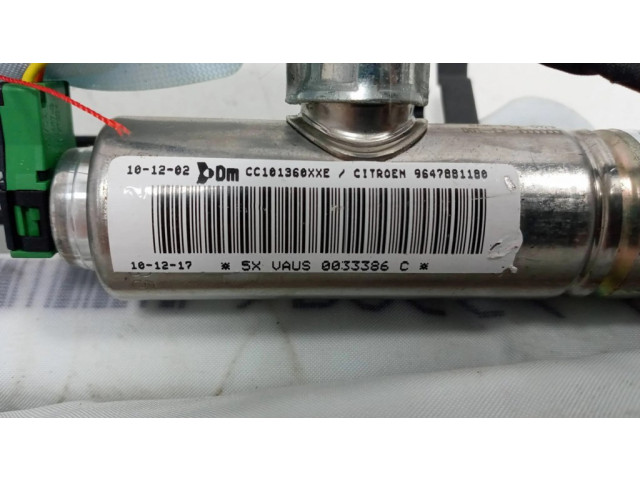 10-12-02 Dm CC101360XXE / CITROEN 9647881180
10-12-17 * 5X VAUS 0033386 C *